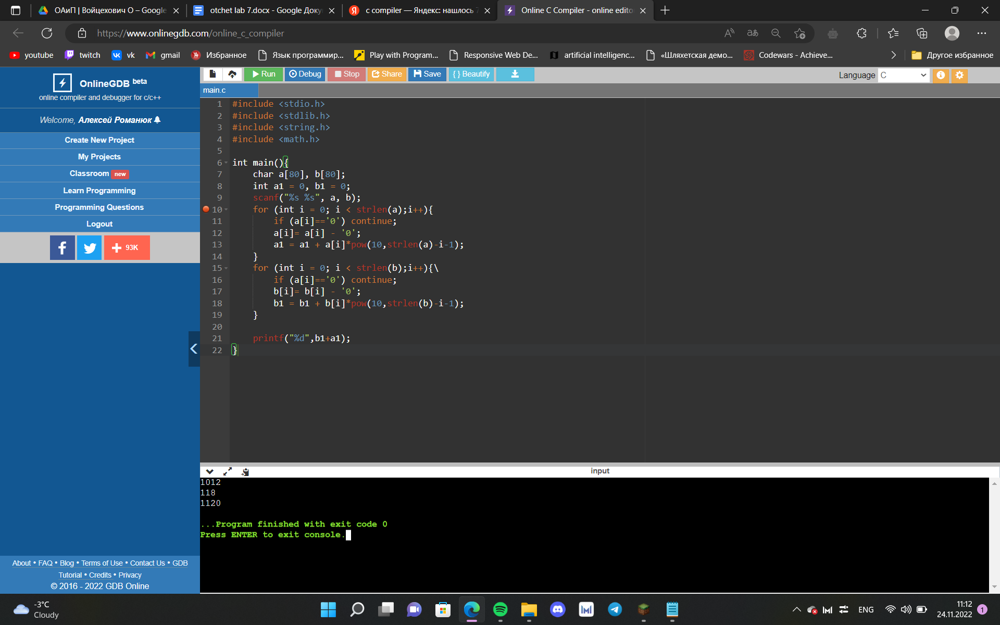 ОАиП | Войцехович О – Google
otchet lab 7.docx - Google Доку
c compiler — Яндекс: нашлось 7
Online C Compiler - online edito
https://www.onlinegdb.com/online_c_compiler
youtube
twitch
vk
gmail
Избранное
Язык программир...
Play with Program...
Responsive Web De...
artificial intelligenc...
«Шляхетская демо...
Codewars - Achieve...
Другое избранное
OnlineGDB beta
online compiler and debugger for c/c++
Welcome, Алексей Романюк
Create New Project
My Projects
Classroom new
Learn Programming
Programming Questions
Logout
+ 93K
Run
Debug
Stop
Share
Save
{ } Beautify
Language C
main.c
1 #include <stdio.h>
2 #include <stdlib.h>
3 #include <string.h>
4 #include <math.h>
5
6 int main(){
7 char a[80], b[80];
8 int a1 = 0, b1 = 0;
9 scanf("%s %s", a, b);
10 for (int i = 0; i < strlen(a);i++){
11 if (a[i]=='0') continue;
12 a[i]= a[i] - '0';
13 a1 = a1 + a[i]*pow(10,strlen(a)-i-1);
14 }
15 for (int i = 0; i < strlen(b);i++){\
16 if (a[i]=='0') continue;
17 b[i]= b[i] - '0';
18 b1 = b1 + b[i]*pow(10,strlen(b)-i-1);
19 }
20
21 printf("%d",b1+a1);
22 }
input
1012
118
1120
...Program finished with exit code 0
Press ENTER to exit console.
About • FAQ • Blog • Terms of Use • Contact Us • GDB
Tutorial • Credits • Privacy
© 2016 - 2022 GDB Online
-3°C
Cloudy
ENG
11:12
24.11.2022
1